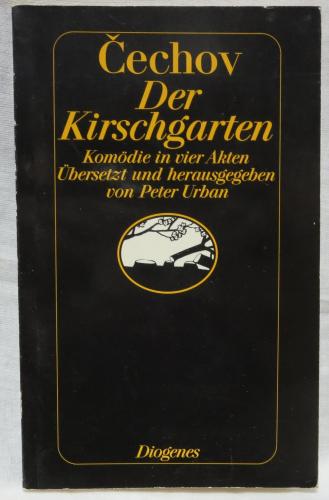 Čechov
Der
Kirschgarten
Komödie in vier Akten
Übersetzt und herausgegeben
von Peter Urban
Diogenes